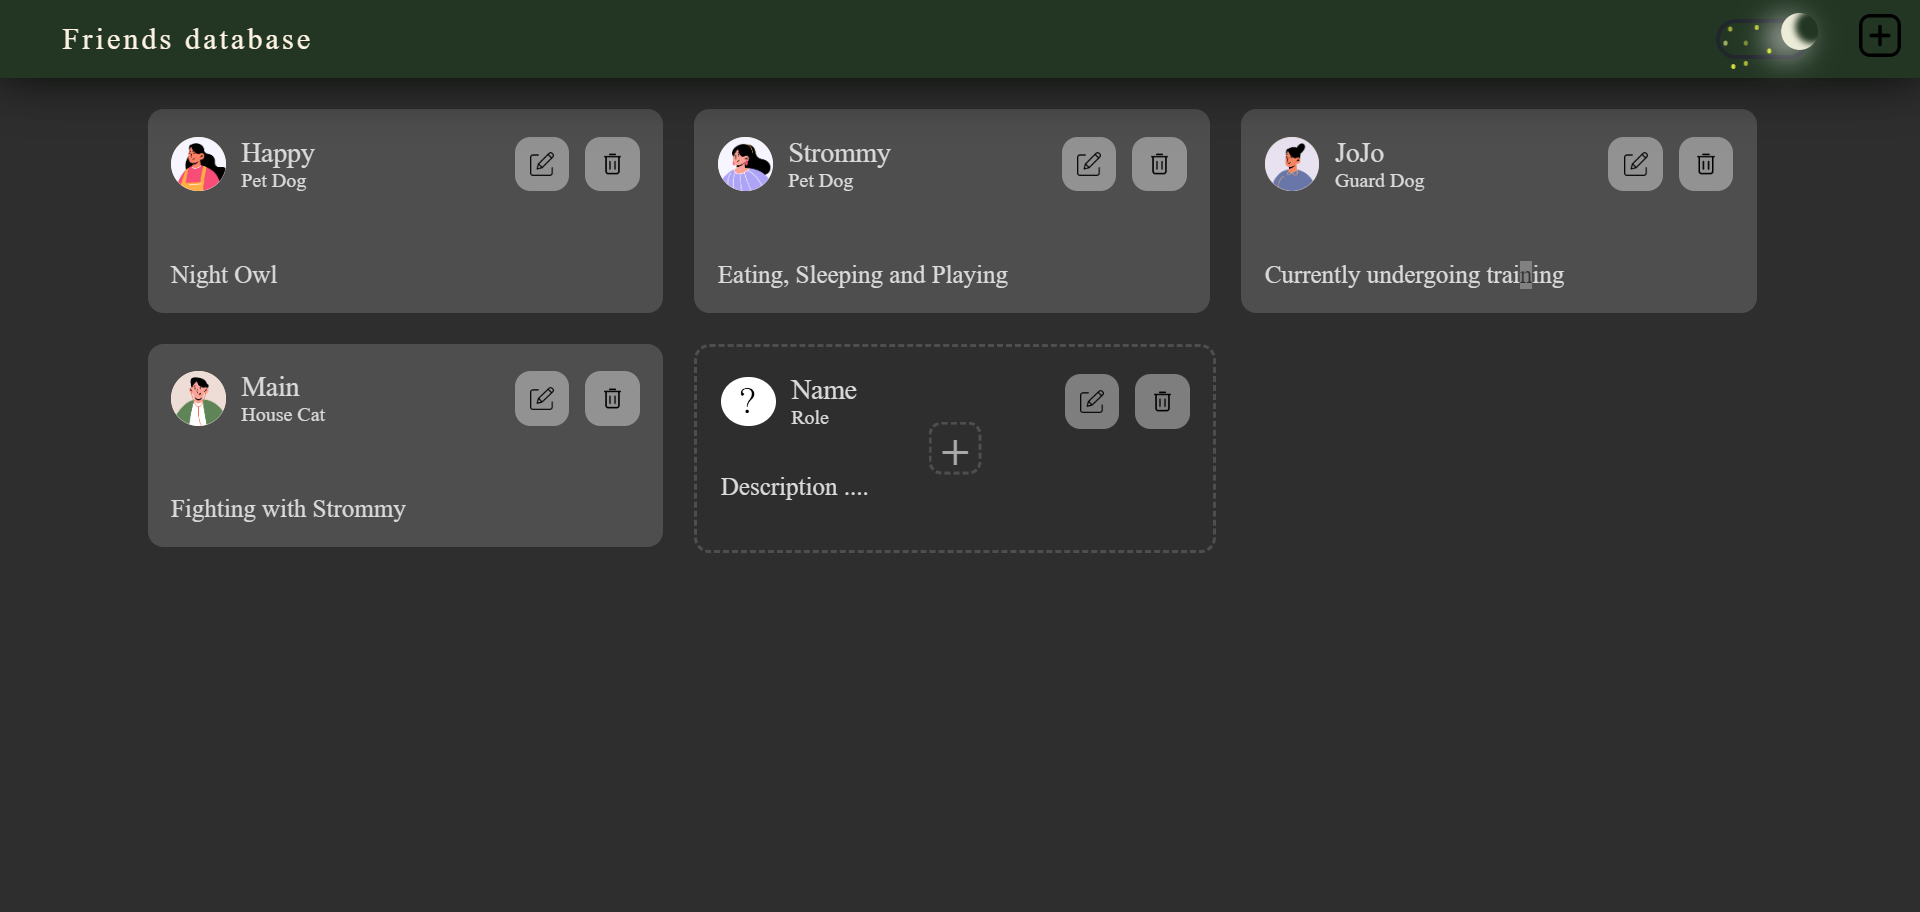 Friends database
Happy
Pet Dog
Night Owl
Strommy
Pet Dog
Eating, Sleeping and Playing
JoJo
Guard Dog
Currently undergoing training
Main
House Cat
Fighting with Strommy
?
Name
Role
Description ....